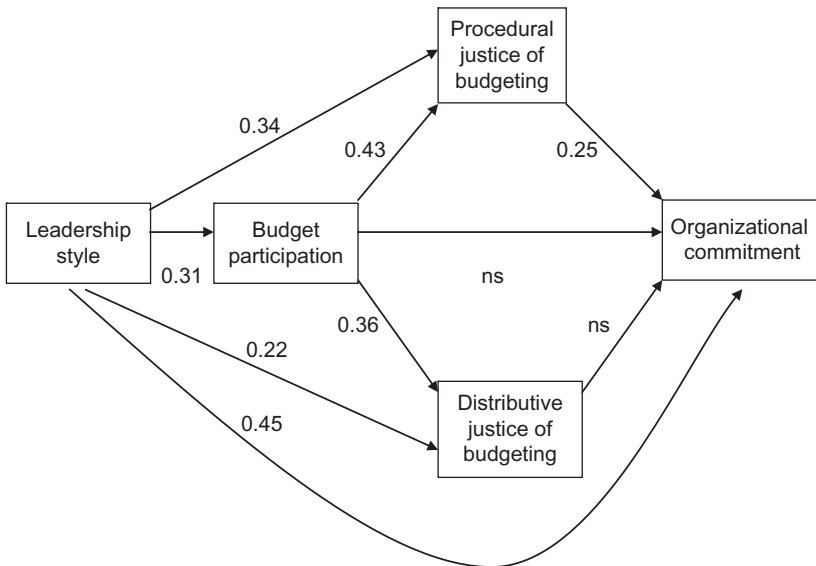 Procedural
justice of
budgeting
0.34
0.43
0.25
Leadership
style
Budget
participation
Organizational
commitment
0.31
ns
0.36
ns
0.22
0.45
Distributive
justice of
budgeting